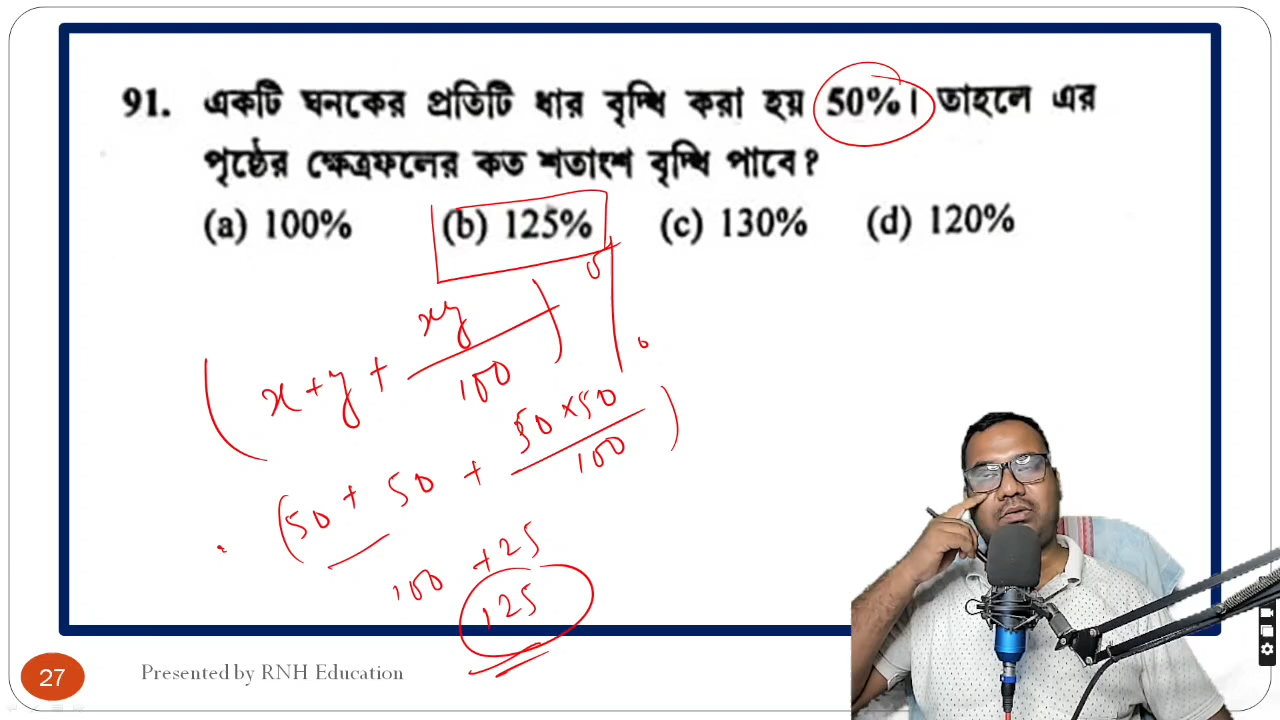 91. একটি ঘনকের প্রতিটি ধার বৃদ্ধি করা হয় 50%। তাহলে এর
পৃষ্ঠের ক্ষেত্রফলের কত শতাংশ বৃদ্ধি পাবে?
(a) 100% (b) 125% (c) 130% (d) 120%
(x+y+xy/100)%
(50 + 50 + 50×50/100)
100 +25
125
27 Presented by RNH Education